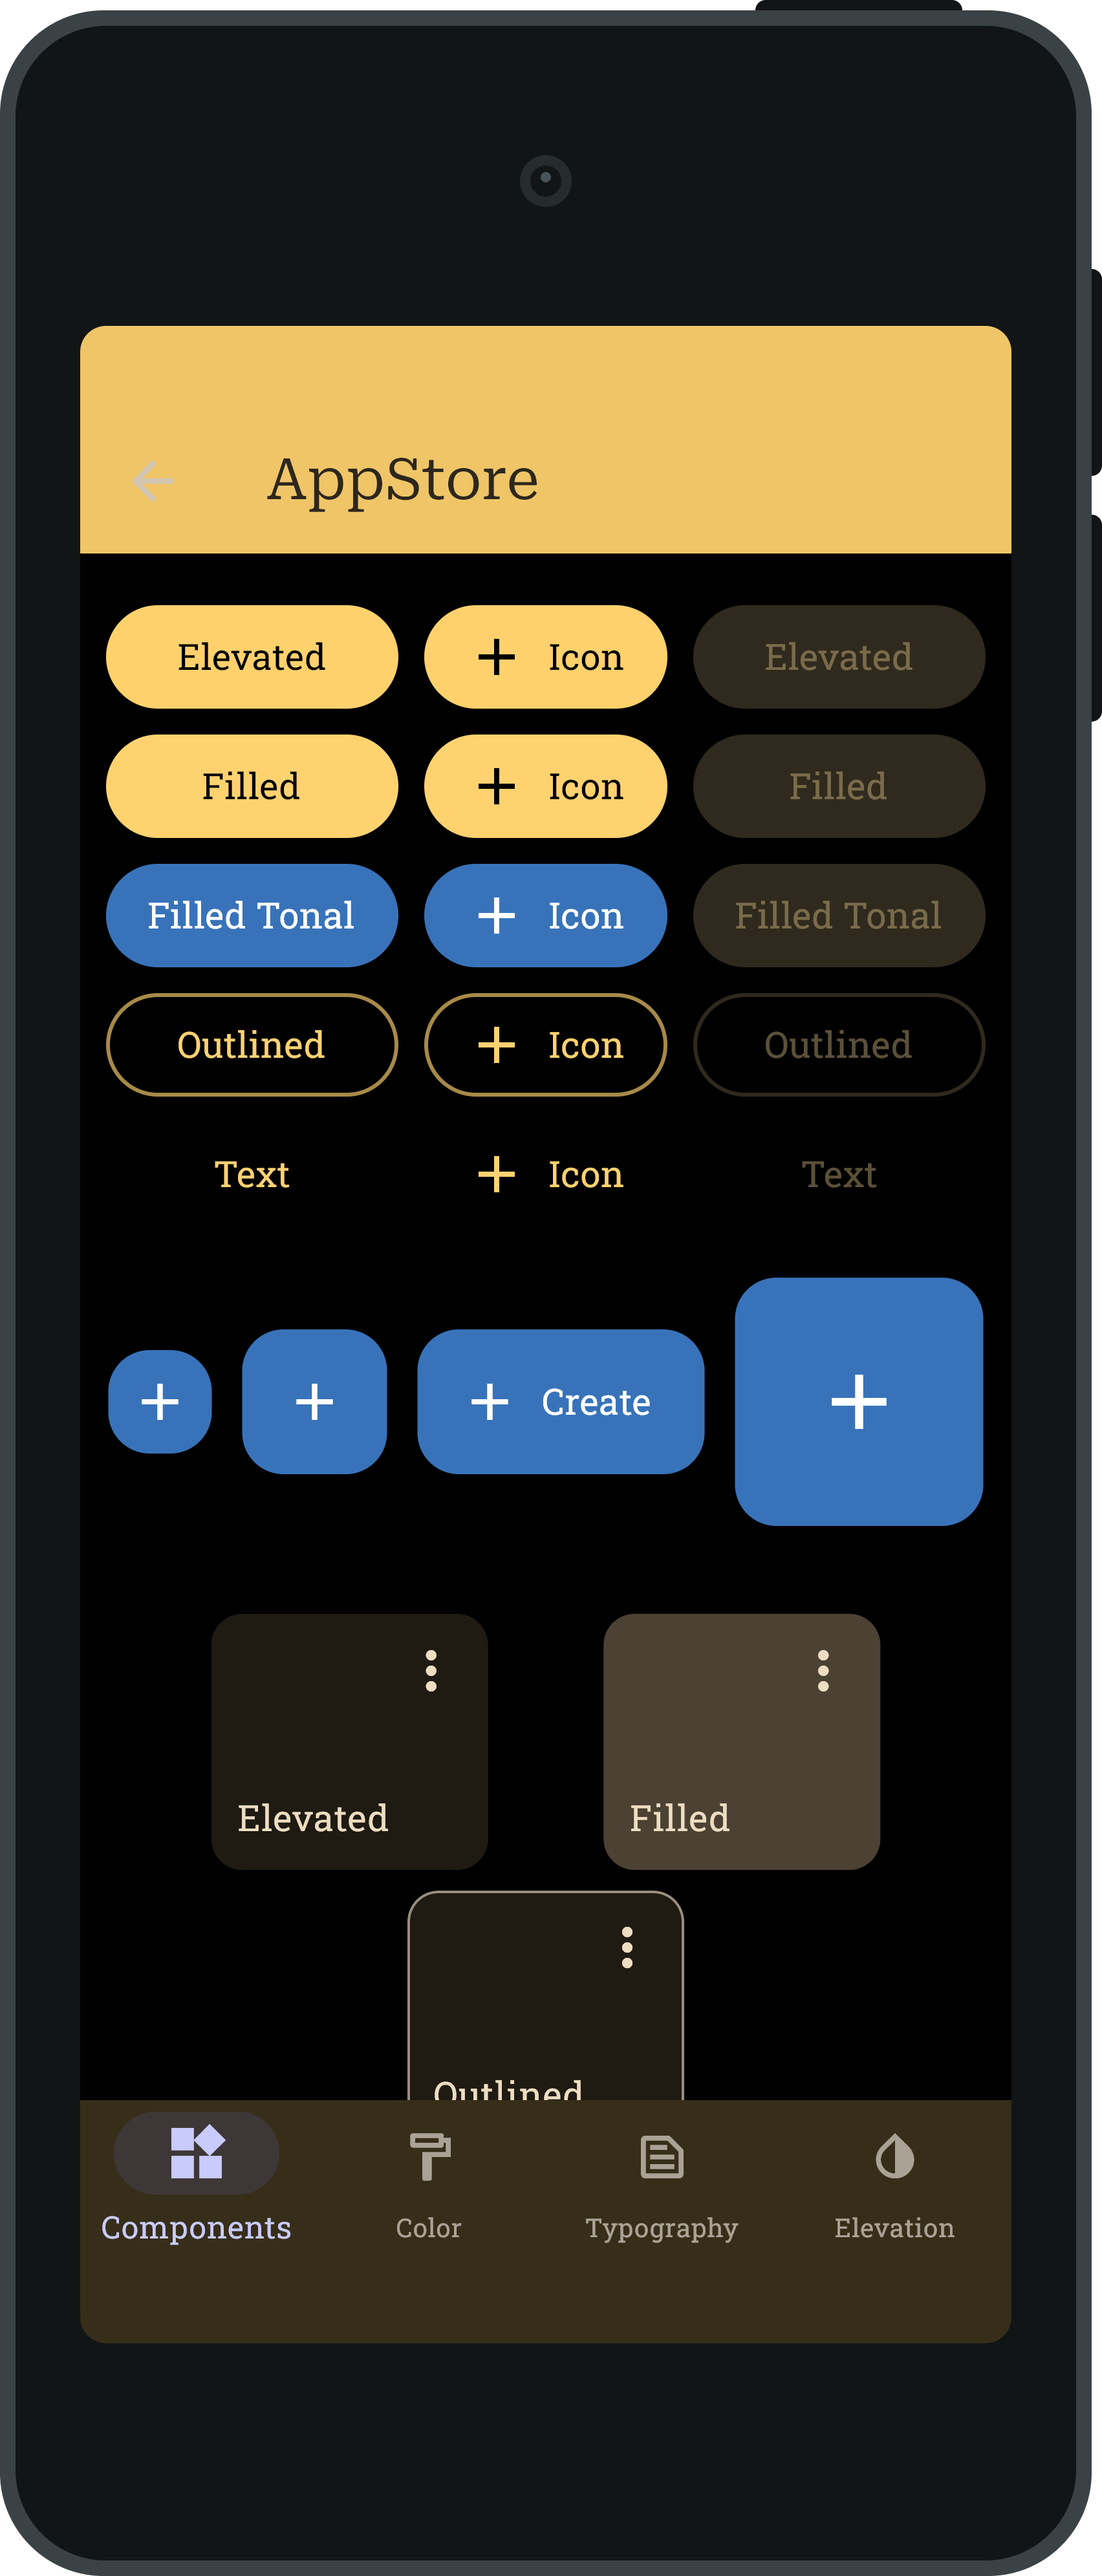 AppStore
Elevated
Icon
Elevated
Filled
Icon
Filled
Filled Tonal
Icon
Filled Tonal
Outlined
Icon
Outlined
Text
Icon
Text
Create
Elevated
Filled
Outlined
Components
Color
Typography
Elevation